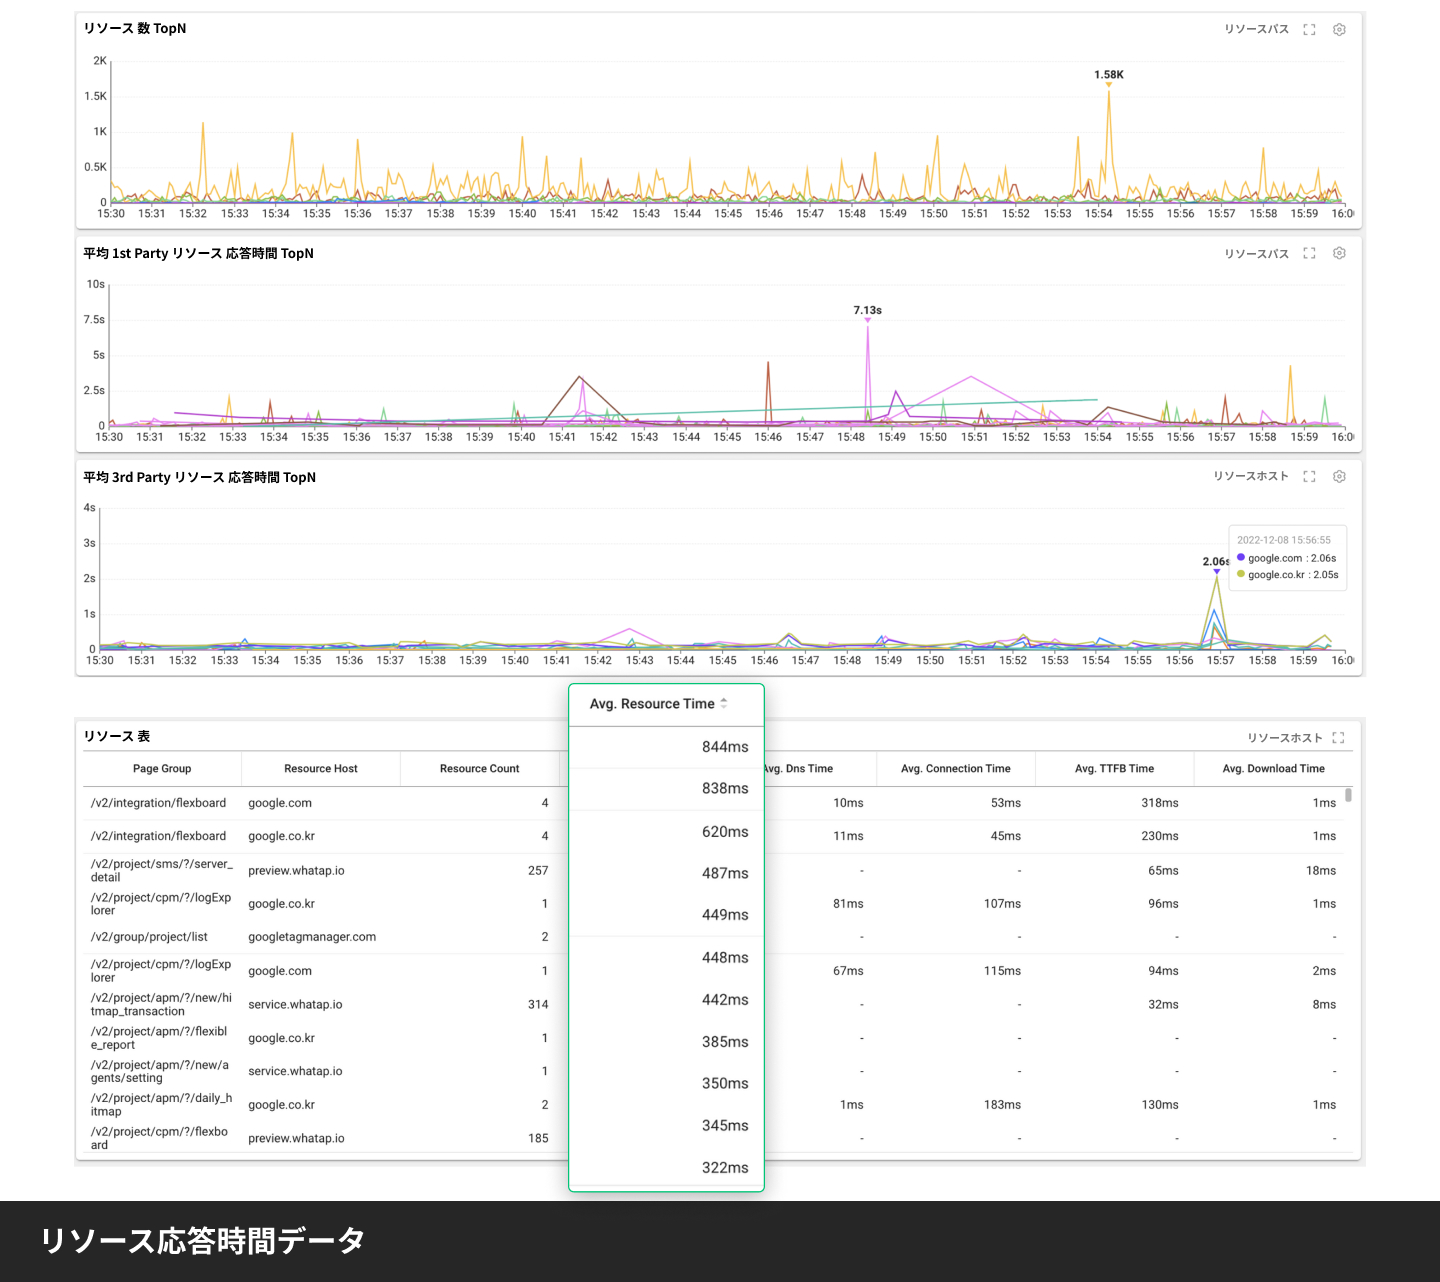 リソース 数 TopN
リソースパス
2K
1.5K
1K
0.5K
0
1.58K
15:30 15:31 15:32 15:33 15:34 15:35 15:36 15:37 15:38 15:39 15:40 15:41 15:42 15:43 15:44 15:45 15:46 15:47 15:48 15:49 15:50 15:51 15:52 15:53 15:54 15:55 15:56 15:57 15:58 15:59 16:0
平均 1st Party リソース 応答時間 TopN
リソースパス
10s
7.5s
5s
2.5s
0
7.13s
15:30 15:31 15:32 15:33 15:34 15:35 15:36 15:37 15:38 15:39 15:40 15:41 15:42 15:43 15:44 15:45 15:46 15:47 15:48 15:49 15:50 15:51 15:52 15:53 15:54 15:55 15:56 15:57 15:58 15:59 16:0
平均 3rd Party リソース 応答時間 TopN
リソースホスト
4s
3s
2s
1s
0
2.06s
2022-12-08 15:56:55
google.com : 2.06s
google.co.kr : 2.05s
15:30 15:31 15:32 15:33 15:34 15:35 15:36 15:37 15:38 15:39 15:40 15:41 15:42 15:43 15:44 15:45 15:46 15:47 15:48 15:49 15:50 15:51 15:52 15:53 15:54 15:55 15:56 15:57 15:58 15:59 16:0
リソース 表
リソースホスト
Page Group Resource Host Resource Count Avg. Resource Time Avg. Dns Time Avg. Connection Time Avg. TTFB Time Avg. Download Time
/v2/integration/flexboard google.com 4 844ms 10ms 53ms 318ms 1ms
/v2/integration/flexboard google.co.kr 4 838ms 11ms 45ms 230ms 1ms
/v2/project/sms/?/server_
detail preview.whatap.io 257 620ms - - 65ms 18ms
/v2/project/cpm/?/logExp
lorer google.co.kr 1 487ms 81ms 107ms 96ms 1ms
/v2/group/project/list googletagmanager.com 2 449ms - - - -
/v2/project/cpm/?/logExp
lorer google.com 1 448ms 67ms 115ms 94ms 2ms
/v2/project/apm/?/new/hi
tmap_transaction service.whatap.io 314 442ms - - 32ms 8ms
/v2/project/apm/?/flexibl
e_report google.co.kr 1 385ms - - - -
/v2/project/apm/?/new/a
gents/setting service.whatap.io 1 350ms - - - -
/v2/project/apm/?/daily_h
itmap google.co.kr 2 345ms 1ms 183ms 130ms 1ms
/v2/project/cpm/?/flexbo
ard preview.whatap.io 185 322ms - - - -
リソース応答時間データ